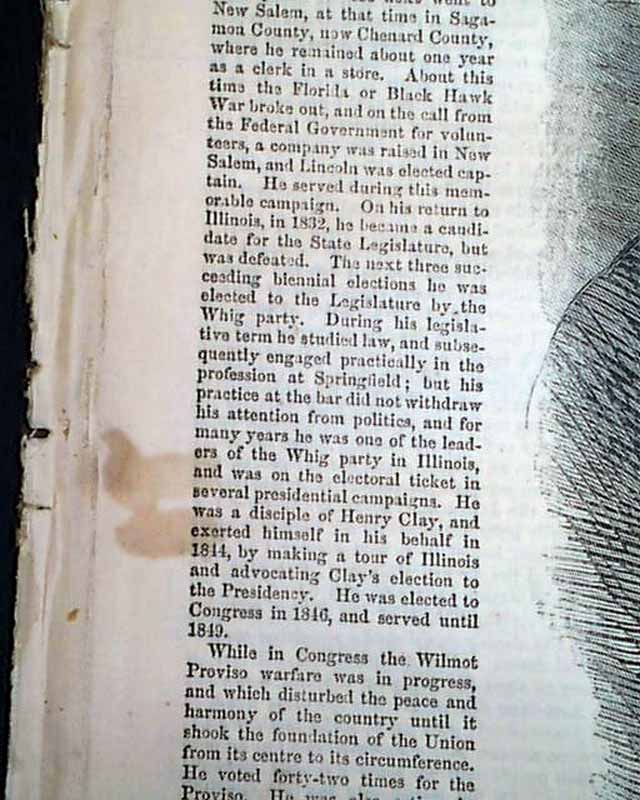 went to
New Salem, at that time in Saga-
mon County, now Chenard County,
where he remained about one year
as a clerk in a store. About this
time the Florida or Black Hawk
War broke out, and on the call from
the Federal Government for volun-
teers, a company was raised in New
Salem, and Lincoln was elected cap-
tain. He served during this mem-
orable campaign. On his return to
Illinois, in 1832, he became a candi-
date for the State Legislature, but
was defeated. The next three suc-
ceeding biennial elections he was
elected to the Legislature by the
Whig party. During his legisla-
tive term he studied law, and subse-
quently engaged practically in the
profession at Springfield; but his
practice at the bar did not withdraw
his attention from politics, and for
many years he was one of the lead-
ers of the Whig party in Illinois,
and was on the electoral ticket in
several presidential campaigns. He
was a disciple of Henry Clay, and
exerted himself in his behalf in
1844, by making a tour of Illinois
and advocating Clay's election to
the Presidency. He was elected to
Congress in 1846, and served until
1849.
While in Congress the Wilmot
Proviso warfare was in progress,
and which disturbed the peace and
harmony of the country until it
shook the foundation of the Union
from its centre to its circumference.
He voted forty-two times for the
Proviso. He was also